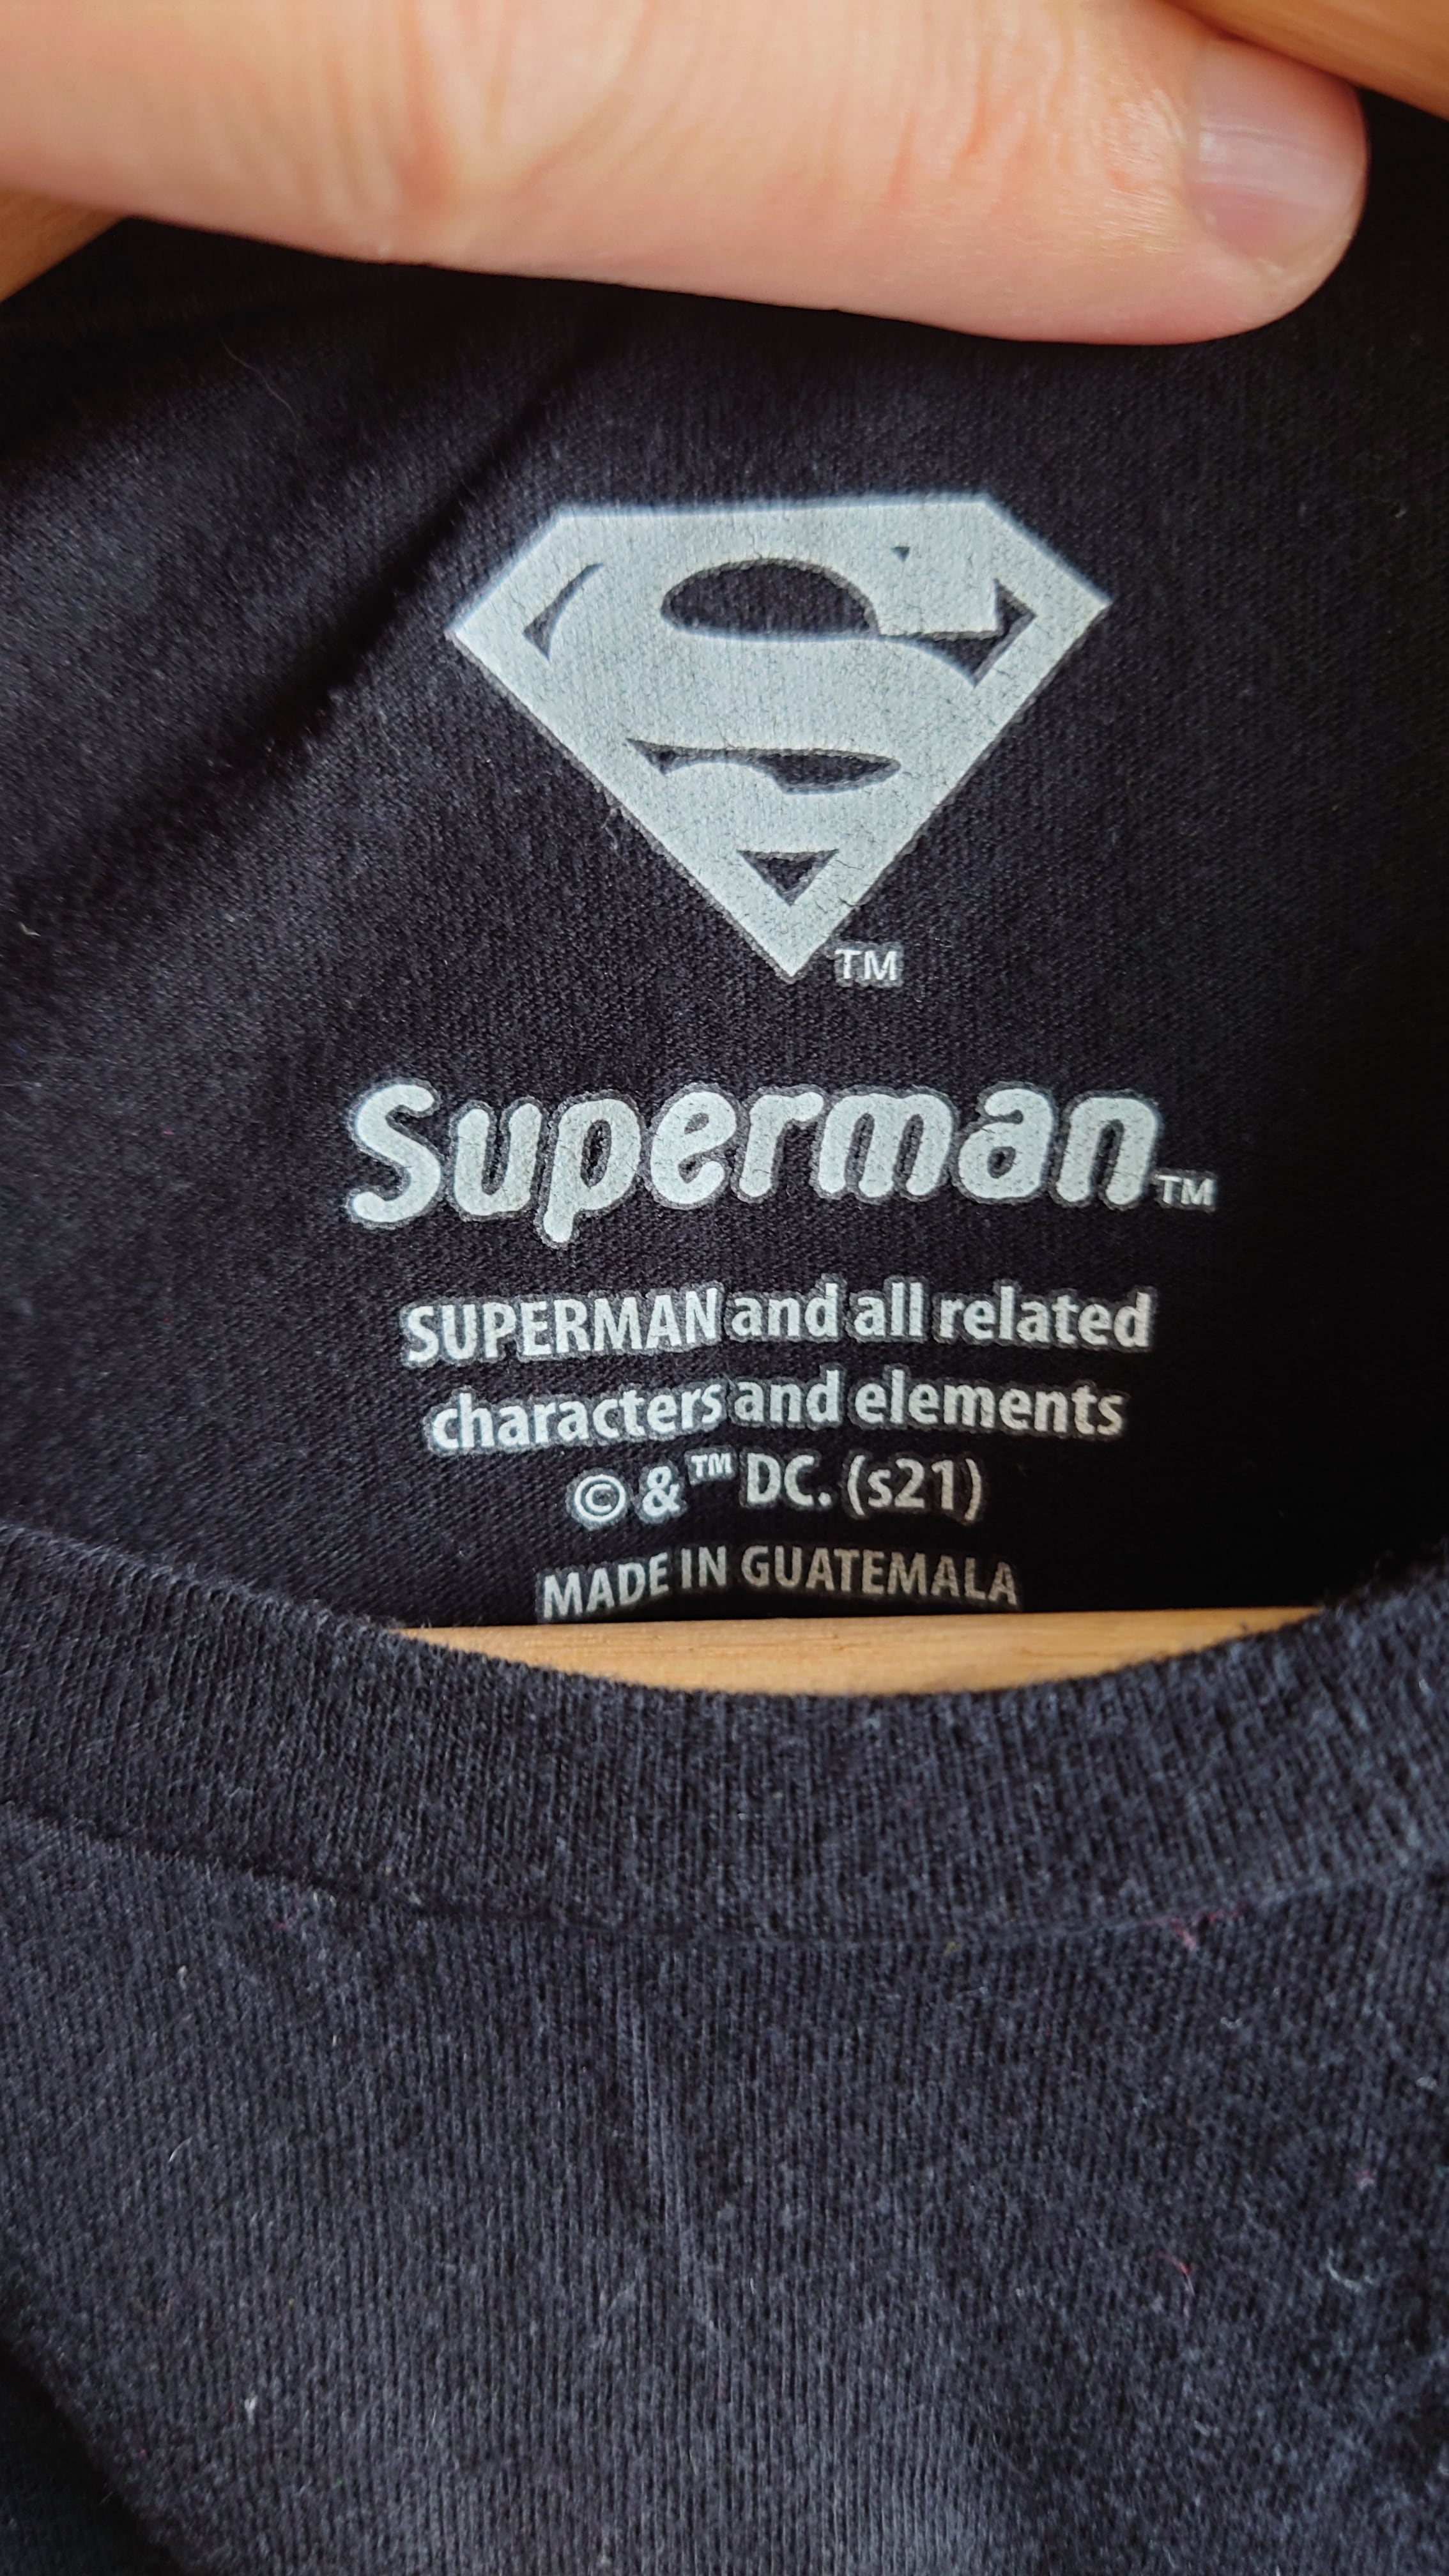 S
TM
Superman™
SUPERMAN and all related
characters and elements
© & ™ DC. (s21)
MADE IN GUATEMALA